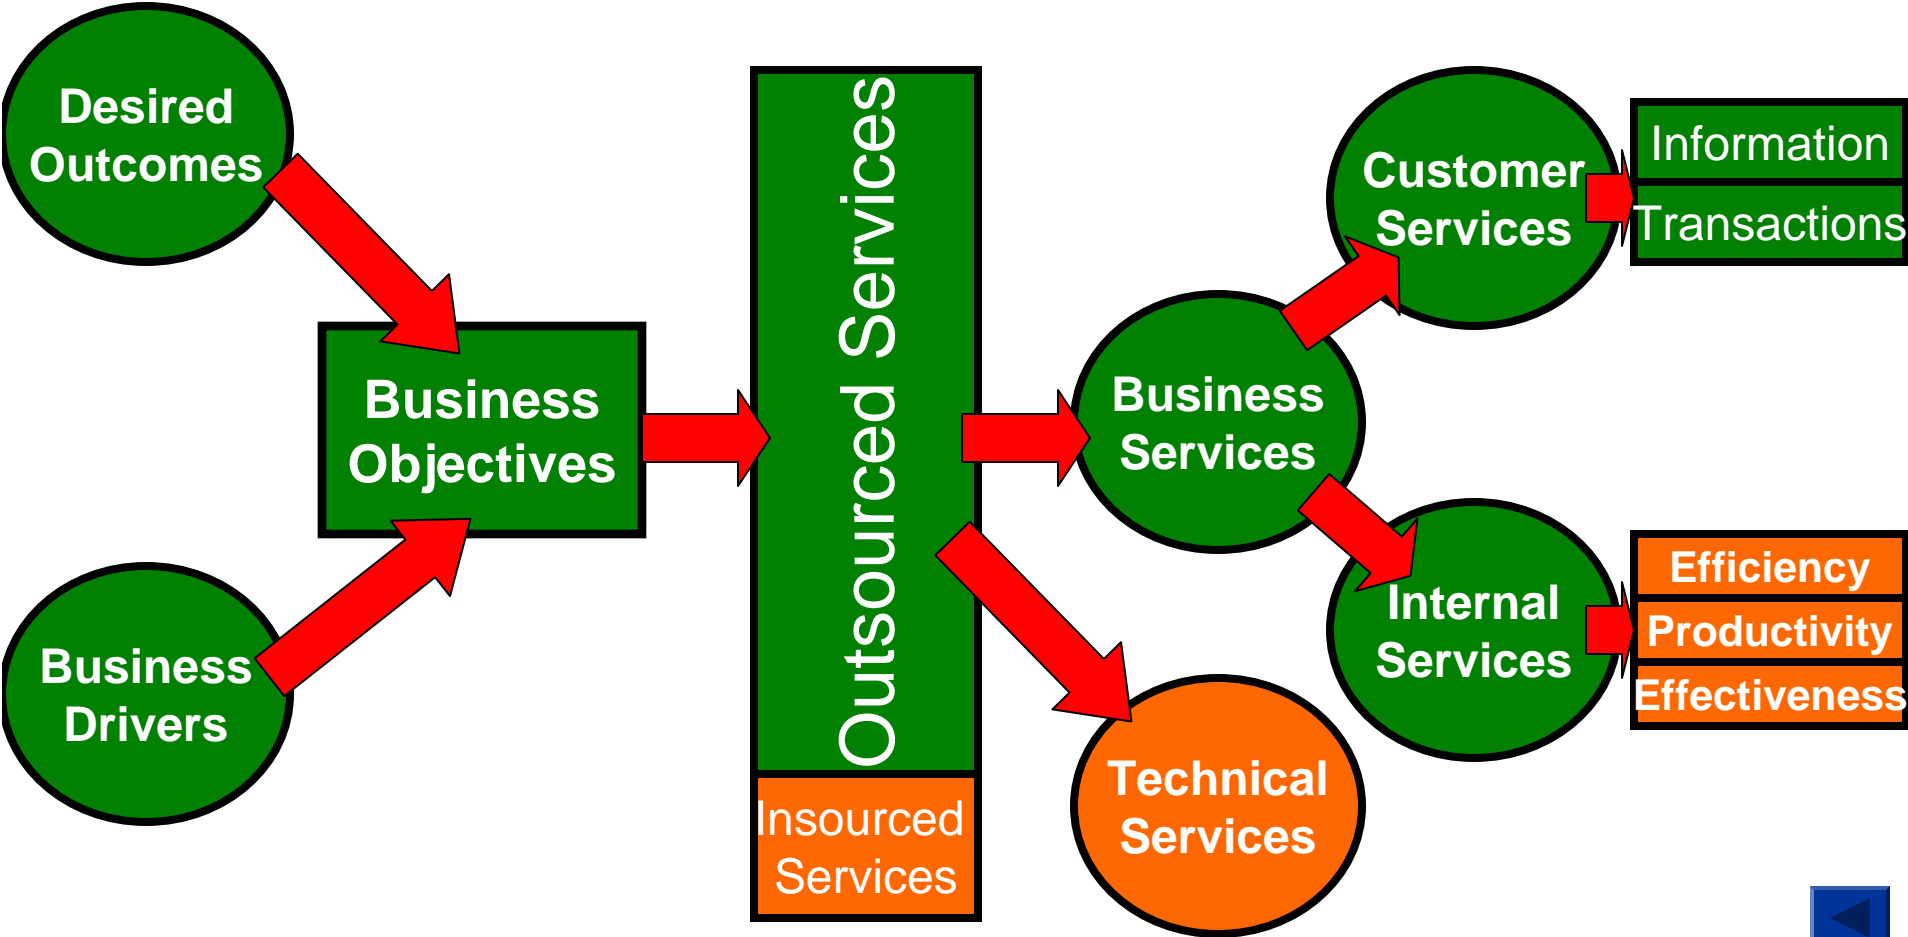 Desired
Outcomes
Business
Drivers
Business
Objectives
Outsourced Services
Insourced
Services
Business
Services
Technical
Services
Customer
Services
Internal
Services
Information
Transactions
Efficiency
Productivity
Effectiveness